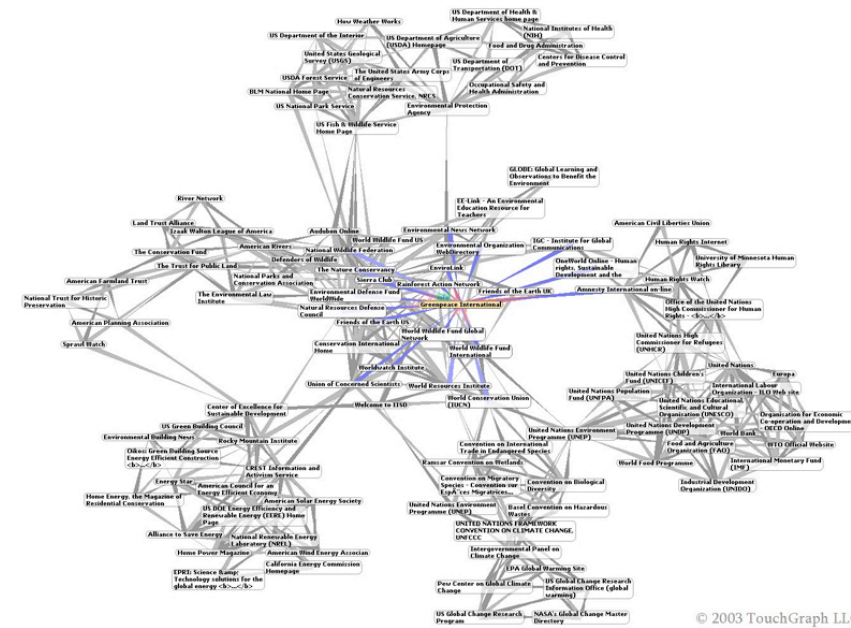 How Weather Works
US Department of Health &
Human Services home page
US Department of the Interior
US Department of Agriculture
(USDA) Homepage
National Institutes of Health
(NIH)
Food and Drug Administration
United States Geological
Survey (USGS)
US Department of
Transportation (DOT)
Centers for Disease Control
and Prevention
USDA Forest Service
The United States Army Corps
of Engineers
BLM National Home Page
Natural Resources
Conservation Service, NRCS
Occupational Safety and
Health Administration
US National Park Service
Environmental Protection
Agency
US Fish & Wildlife Service
Home Page
GLOBE: Global Learning and
Observations to Benefit the
Environment
River Network
EE-Link - An Environmental
Education Resource for
Teachers
Land Trust Alliance
Izaak Walton League of America
Audubon Online
Environmental News Network
American Civil Liberties Union
American Rivers
World Wildlife Fund US
National Wildlife Federation
Environmental Organization
WebDirectory
IGC - Institute for Global
Communications
Human Rights Internet
The Conservation Fund
Defenders of Wildlife
The Trust for Public Land
The Nature Conservancy
EnviroLink
OneWorld Online - Human
rights, Sustainable
Development and the
University of Minnesota Human
Rights Library
American Farmland Trust
National Parks and
Conservation Association
Sierra Club
Rainforest Action Network
Human Rights Watch
National Trust for Historic
Preservation
The Environmental Law
Institute
Environmental Defense Fund
WorldWide
Friends of the Earth UK
Amnesty International on-line
Natural Resources Defense
Council
Greenpeace International
Office of the United Nations
High Commissioner for Human
Rights - <b>...</b>
American Planning Association
Friends of the Earth US
Sprawl Watch
Conservation International
Home
World Wildlife Fund Global
Network
World Wildlife Fund
International
United Nations High
Commissioner for Refugees
(UNHCR)
Worldwatch Institute
United Nations
Union of Concerned Scientists
World Resources Institute
United Nations Children's
Fund (UNICEF)
Europa
International Labour
Organization - ILO Web site
World Conservation Union
(IUCN)
United Nations Population
Fund (UNFPA)
Center of Excellence for
Sustainable Development
Welcome to IISD
United Nations Educational,
Scientific and Cultural
Organization (UNESCO)
Organisation for Economic
Co-operation and Developme
- OECD Online
US Green Building Council
Environmental Building News
Rocky Mountain Institute
United Nations Environment
Programme (UNEP)
United Nations Development
Programme (UNDP)
World Bank
WTO Official Website
Oikos: Green Building Source
Energy Efficient Construction
<b>...</b>
Convention on International
Trade in Endangered Species
Food and Agriculture
Organization (FAO)
Ramsar Convention on Wetlands
World Food Programme
International Monetary Fund
(IMF)
CREST Information and
Activism Service
Energy Star
American Council for an
Energy Efficient Economy
Convention on Migratory
Species - Convention sur
Convention on Biological
Diversity
Industrial Development
Organization (UNIDO)
Home Energy, the Magazine of
Residential Conservation
American Solar Energy Society
US DOE Energy Efficiency and
Renewable Energy (EERE) Home
Page
United Nations Environment
Programme (UNEP)
Basel Convention on Hazardous
Wastes
UNITED NATIONS FRAMEWORK
CONVENTION ON CLIMATE CHANGE,
UNFCCC
Alliance to Save Energy
National Renewable Energy
Laboratory (NREL)
Home Power Magazine
American Wind Energy Associan
Intergovernmental Panel on
Climate Change
California Energy Commission
Homepage
EPA Global Warming Site
EPRI: Science &amp;
Technology solutions for the
global energy <b>...</b>
Pew Center on Global Climate
Change
US Global Change Research
Information Office (global
warming)
US Global Change Research
Program
NASA's Global Change Master
Directory
© 2003 TouchGraph LL